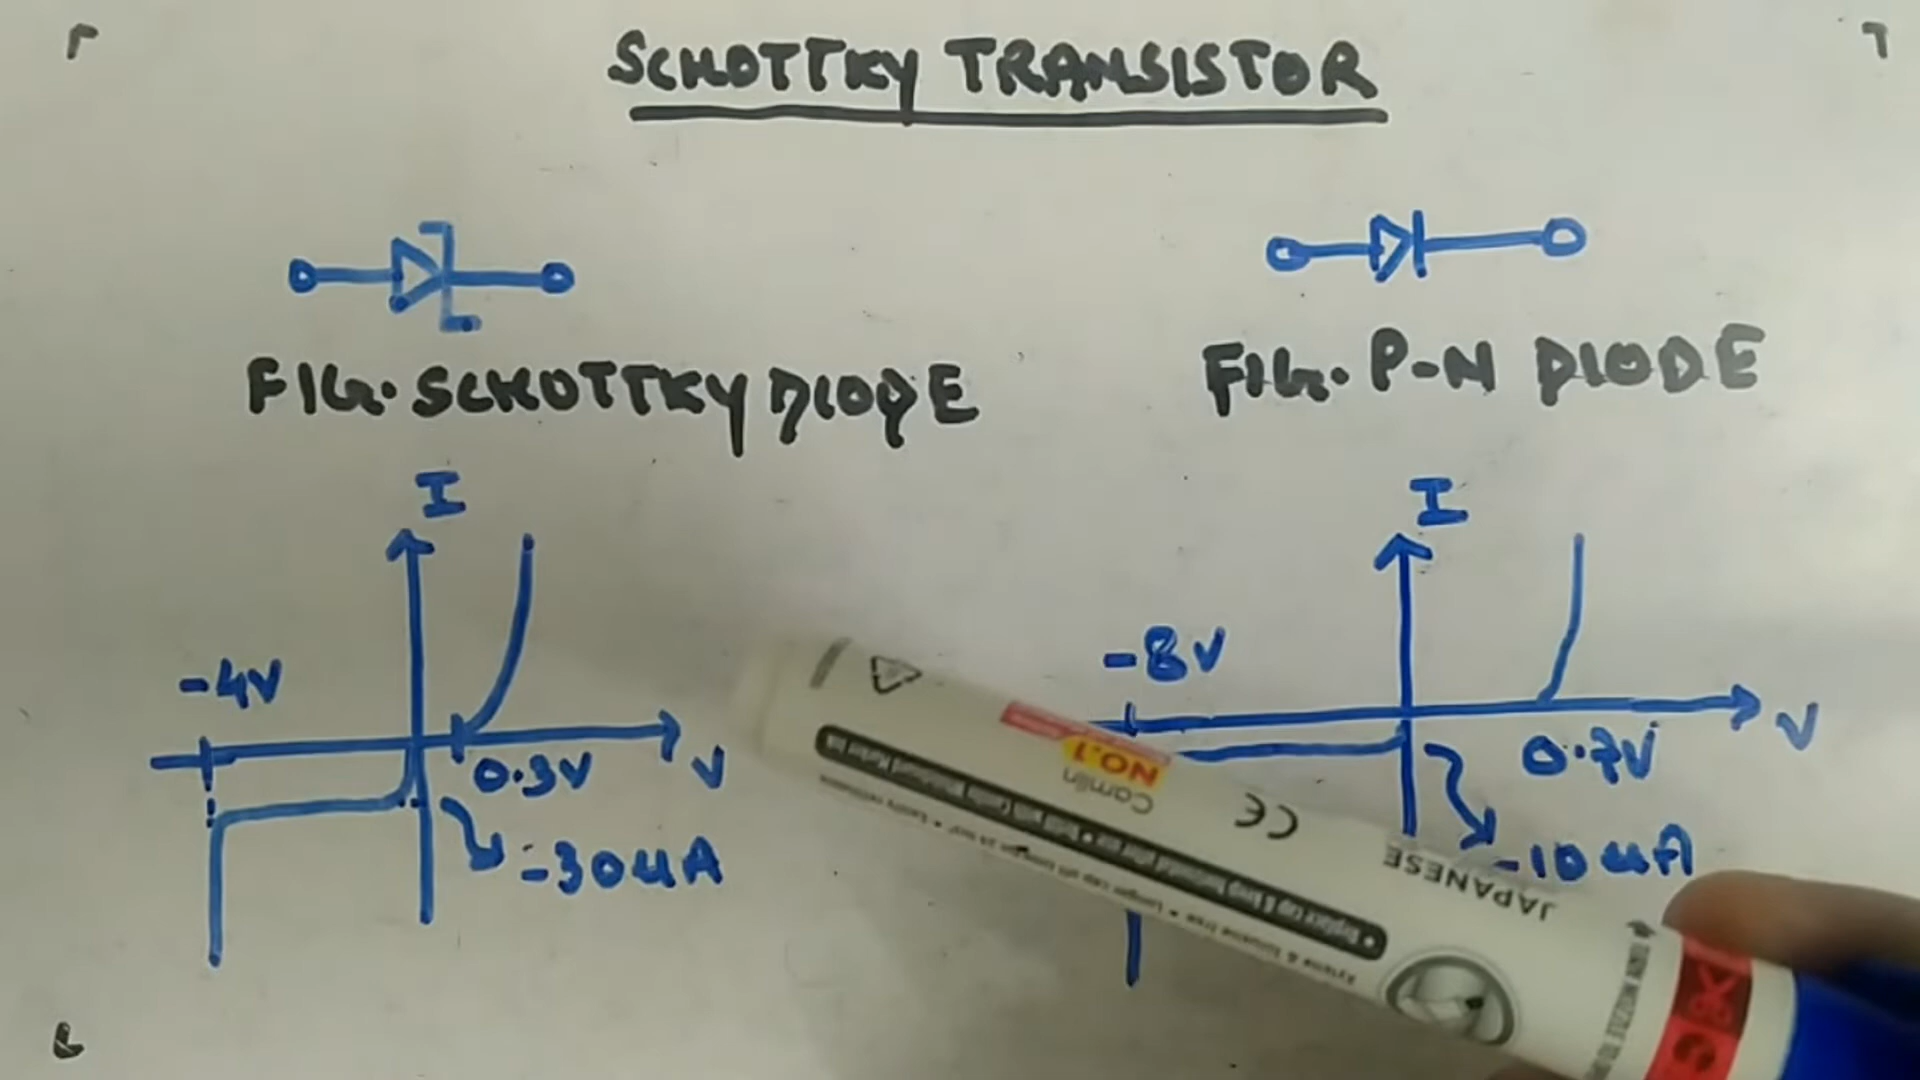 SCHOTTKY TRANSISTOR
FIG. SCHOTTKY DIODE
FIG. P-N DIODE
I
I
-4V
-8V
0.3V
V
0.7V
V
-30uA
-10uA
Camlin
NO.1
CE
JAPANESE